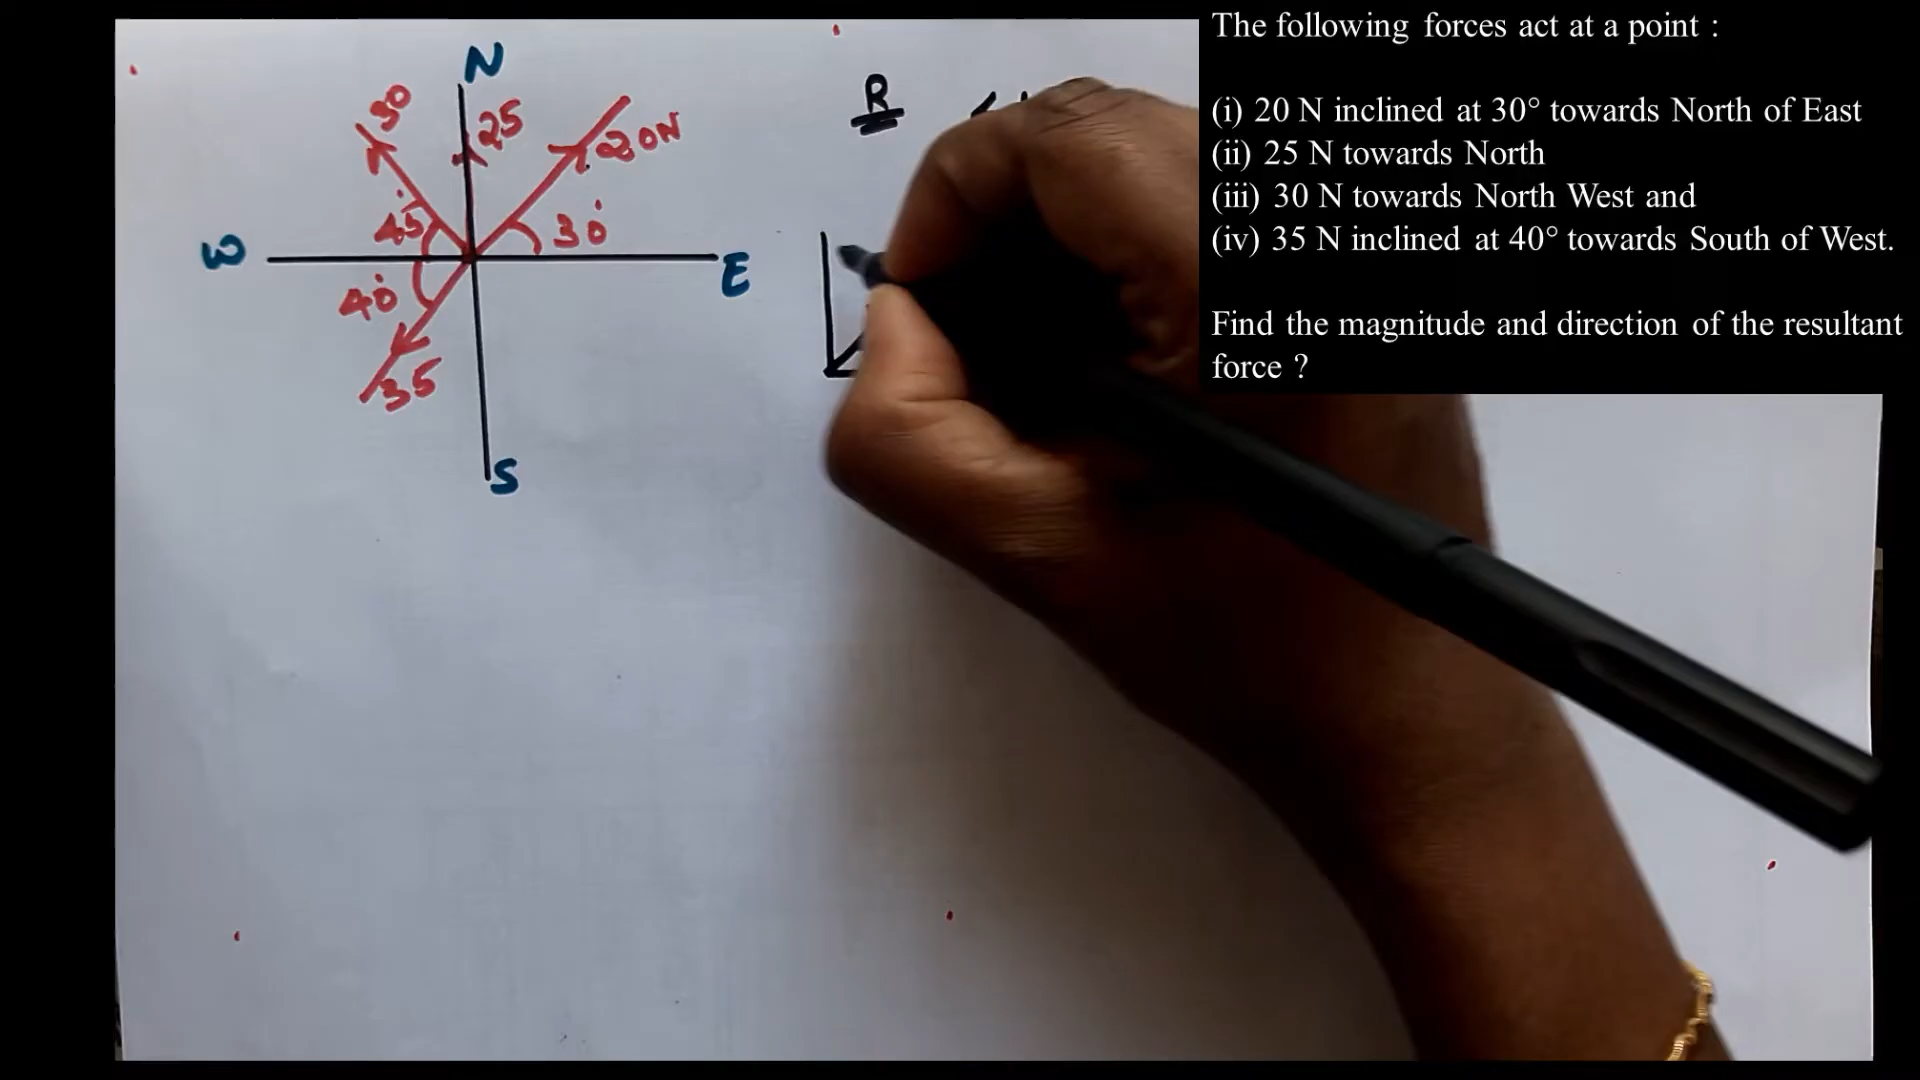 The following forces act at a point :
(i) 20 N inclined at 30° towards North of East
(ii) 25 N towards North
(iii) 30 N towards North West and
(iv) 35 N inclined at 40° towards South of West.
Find the magnitude and direction of the resultant
force ?
N
30
25
20N
R
45°
30°
W
E
40°
35
S